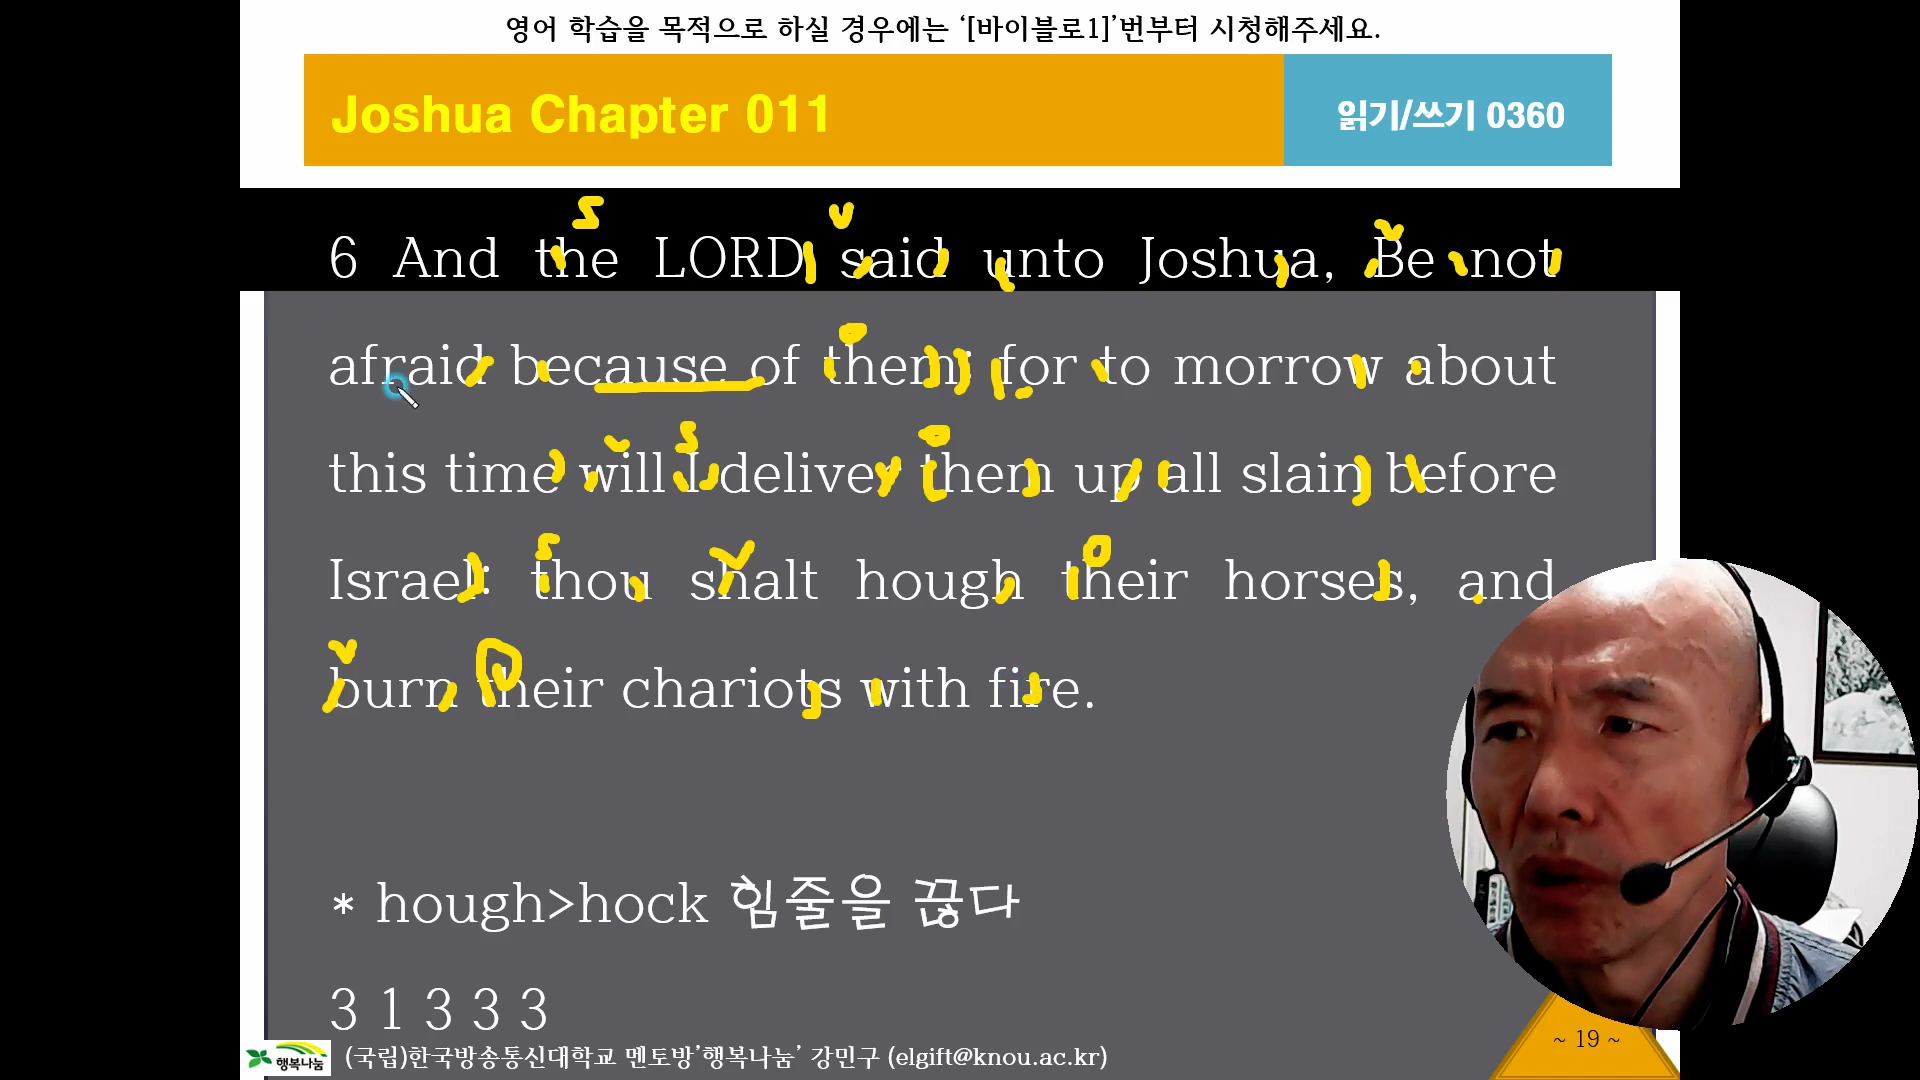 영어 학습을 목적으로 하실 경우에는 ‘[바이블로1]’번부터 시청해주세요.
Joshua Chapter 011
읽기/쓰기 0360
6 And the LORD said unto Joshua, Be not
afraid because of them: for to morrow about
this time will I deliver them up all slain before
Israel: thou shalt hough their horses, and
burn their chariots with fire.
* hough>hock 힘줄을 끊다
3 1 3 3 3
행복나눔
(국립)한국방송통신대학교 멘토방’행복나눔’ 강민구 (elgift@knou.ac.kr)
~ 19 ~